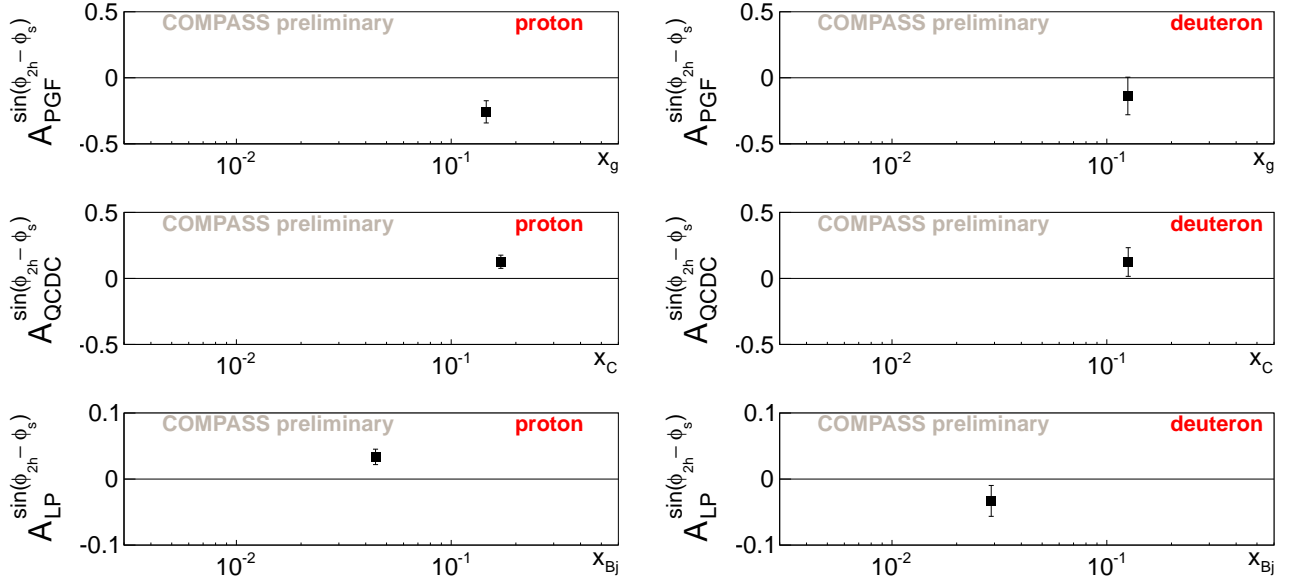 COMPASS preliminary proton
A_PGF^sin(ϕ_2h − ϕ_s)
0.5
0
-0.5
10^-2 10^-1 x_g
COMPASS preliminary deuteron
A_PGF^sin(ϕ_2h − ϕ_s)
0.5
0
-0.5
10^-2 10^-1 x_g
COMPASS preliminary proton
A_QCDC^sin(ϕ_2h − ϕ_s)
0.5
0
-0.5
10^-2 10^-1 x_C
COMPASS preliminary deuteron
A_QCDC^sin(ϕ_2h − ϕ_s)
0.5
0
-0.5
10^-2 10^-1 x_C
COMPASS preliminary proton
A_LP^sin(ϕ_2h − ϕ_s)
0.1
0
-0.1
10^-2 10^-1 x_Bj
COMPASS preliminary deuteron
A_LP^sin(ϕ_2h − ϕ_s)
0.1
0
-0.1
10^-2 10^-1 x_Bj